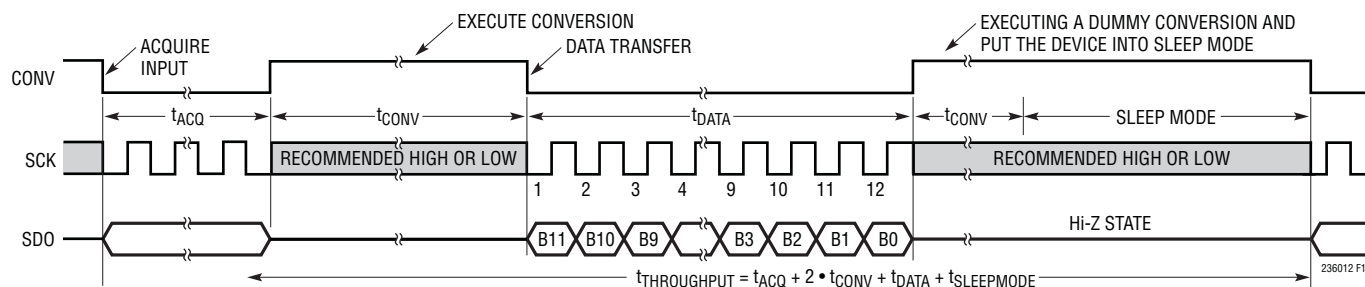 EXECUTE CONVERSION
EXECUTING A DUMMY CONVERSION AND
PUT THE DEVICE INTO SLEEP MODE
ACQUIRE
INPUT
DATA TRANSFER
CONV
tACQ
tCONV
tDATA
tCONV
SLEEP MODE
SCK
RECOMMENDED HIGH OR LOW
RECOMMENDED HIGH OR LOW
1 2 3 4 9 10 11 12
SDO
B11 B10 B9 B3 B2 B1 B0
Hi-Z STATE
tTHROUGHPUT = tACQ + 2 • tCONV + tDATA + tSLEEPMODE
236012 F1